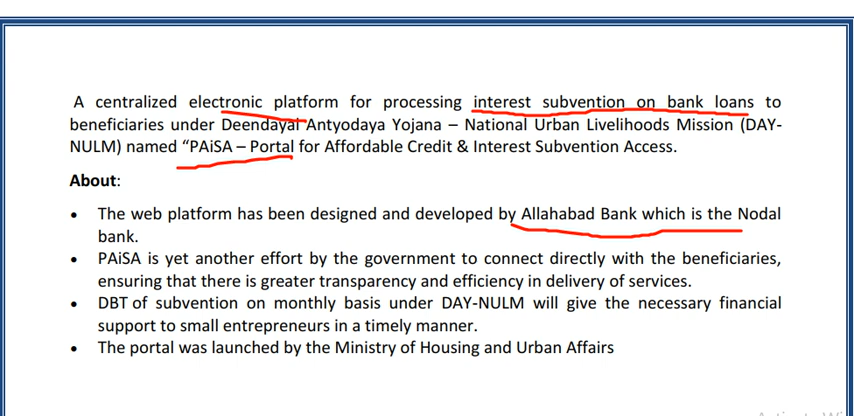 A centralized electronic platform for processing interest subvention on bank loans to
beneficiaries under Deendayal Antyodaya Yojana – National Urban Livelihoods Mission (DAY-
NULM) named “PAiSA – Portal for Affordable Credit & Interest Subvention Access.
About:
• The web platform has been designed and developed by Allahabad Bank which is the Nodal
bank.
• PAiSA is yet another effort by the government to connect directly with the beneficiaries,
ensuring that there is greater transparency and efficiency in delivery of services.
• DBT of subvention on monthly basis under DAY-NULM will give the necessary financial
support to small entrepreneurs in a timely manner.
• The portal was launched by the Ministry of Housing and Urban Affairs